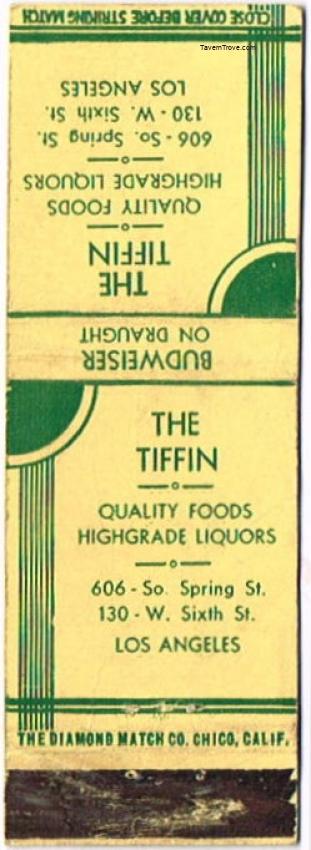 CLOSE COVER BEFORE STRIKING MATCH
TavernTrove.com
LOS ANGELES
130 - W. Sixth St.
606 - So. Spring St.
HIGHGRADE LIQUORS
QUALITY FOODS
TIFFIN
THE
ON DRAUGHT
BUDWEISER
THE
TIFFIN
QUALITY FOODS
HIGHGRADE LIQUORS
606 - So. Spring St.
130 - W. Sixth St.
LOS ANGELES
THE DIAMOND MATCH CO. CHICO, CALIF.